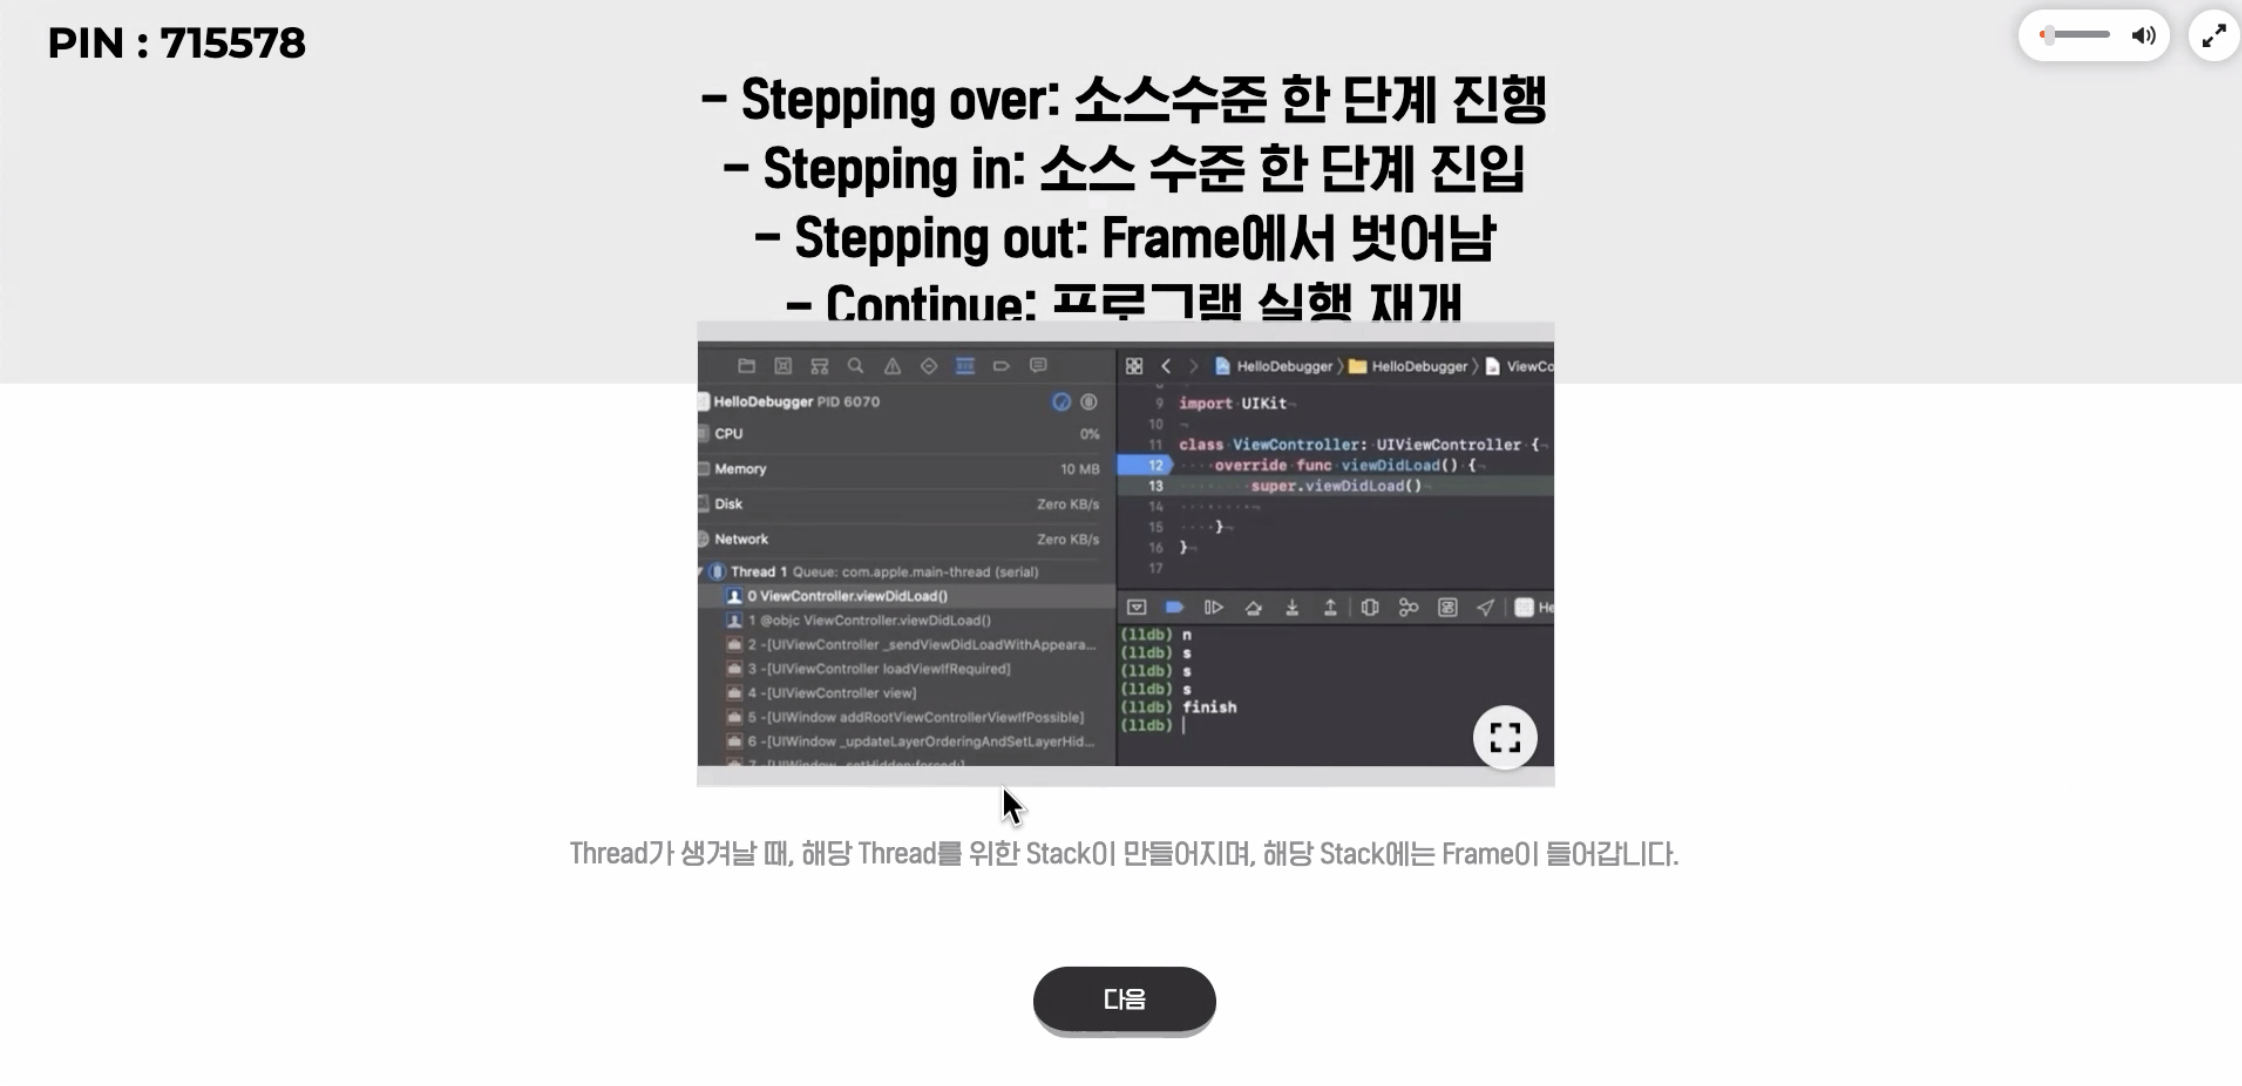 PIN : 715578
– Stepping over: 소스수준 한 단계 진행
– Stepping in: 소스 수준 한 단계 진입
– Stepping out: Frame에서 벗어남
– Continue: 프로그램 실행 재개
HelloDebugger PID 6070
CPU 0%
Memory 10 MB
Disk Zero KB/s
Network Zero KB/s
Thread 1 Queue: com.apple.main-thread (serial)
0 ViewController.viewDidLoad()
1 @objc ViewController.viewDidLoad()
2 -[UIViewController _sendViewDidLoadWithAppeara...
3 -[UIViewController loadViewIfRequired]
4 -[UIViewController view]
5 -[UIWindow addRootViewControllerViewIfPossible]
6 -[UIWindow _updateLayerOrderingAndSetLayerHid...
7 -[UIWindow _setHidden:forced:]
HelloDebugger 〉 HelloDebugger 〉 ViewCo
9 import UIKit
10
11 class ViewController: UIViewController {
12 override func viewDidLoad() {
13 super.viewDidLoad()
14
15 }
16 }
17
He
(lldb) n
(lldb) s
(lldb) s
(lldb) s
(lldb) finish
(lldb)
Thread가 생겨날 때, 해당 Thread를 위한 Stack이 만들어지며, 해당 Stack에는 Frame이 들어갑니다.
다음